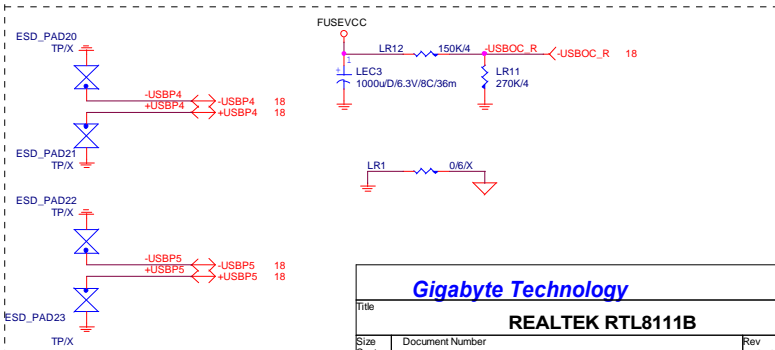 ESD_PAD20
TP/X
-USBP4
-USBP4 18
+USBP4
+USBP4 18
ESD_PAD21
TP/X
ESD_PAD22
TP/X
-USBP5
-USBP5 18
+USBP5
+USBP5 18
ESD_PAD23
TP/X
FUSEVCC
LR12 150K/4
-USBOC_R
-USBOC_R 18
1
+
LEC3
1000u/D/6.3V/8C/36m
LR11
270K/4
LR1 0/6/X
Gigabyte Technology
Title
REALTEK RTL8111B
Size Document Number Rev